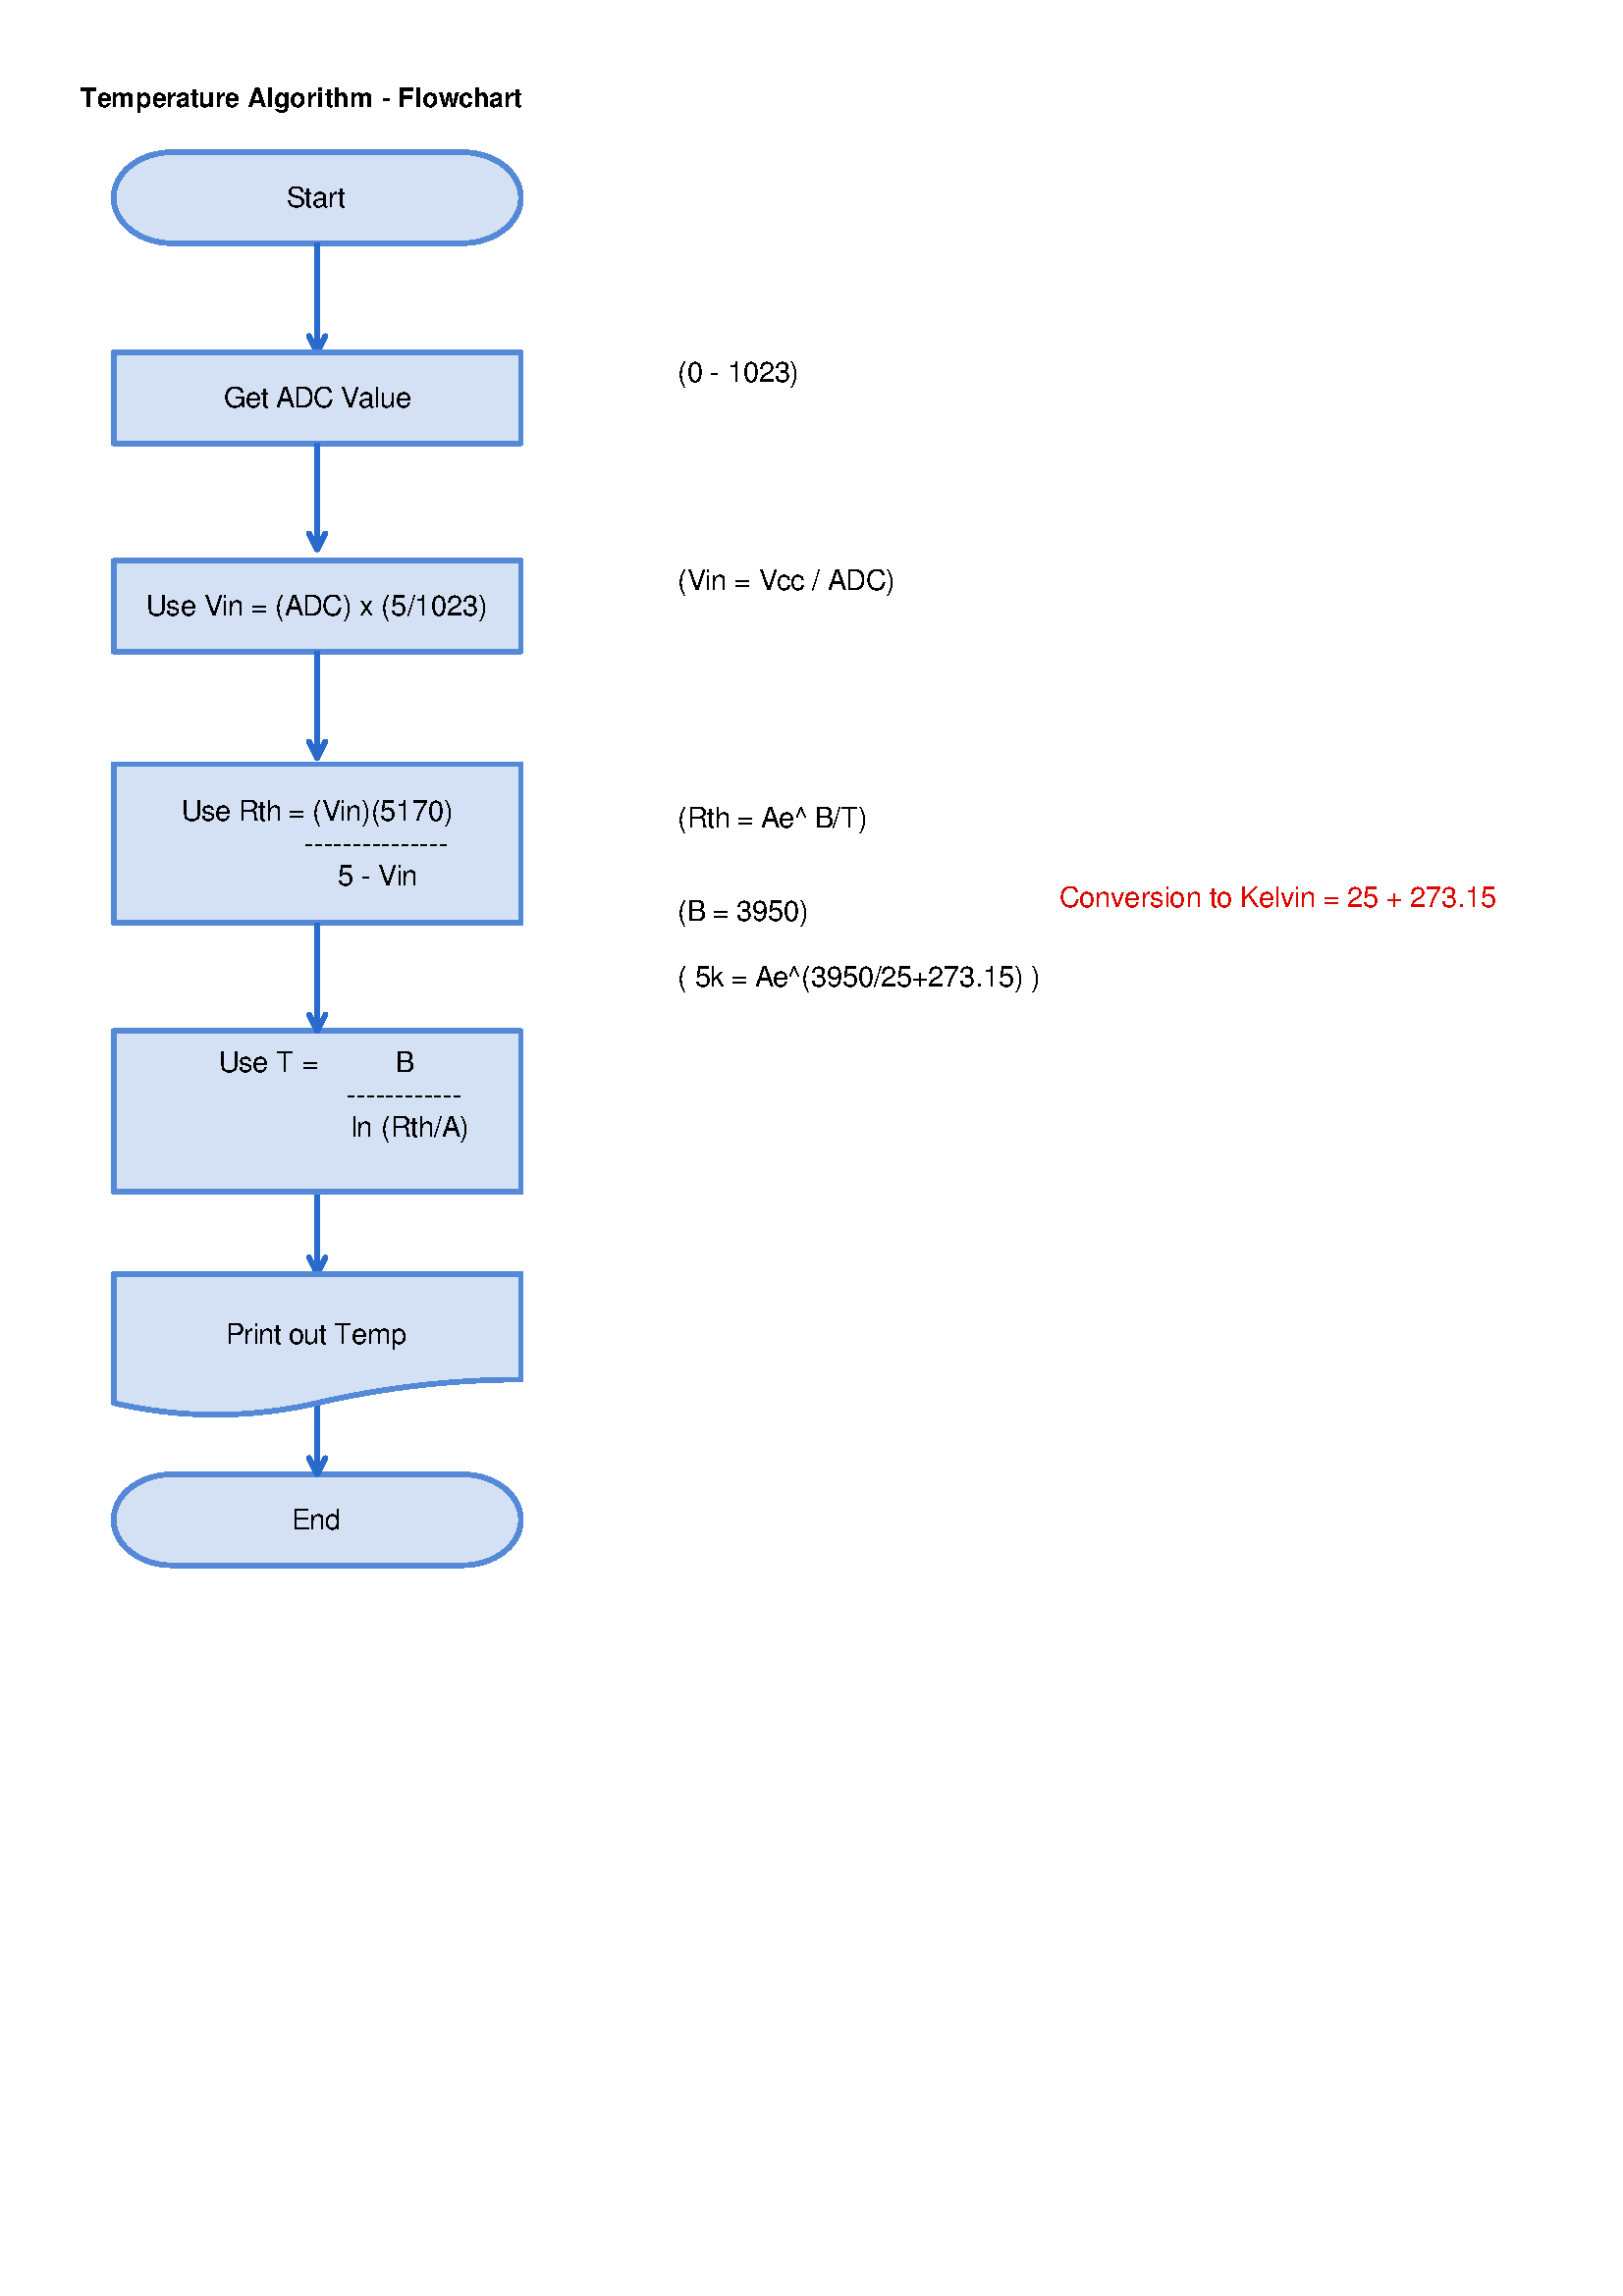 Temperature Algorithm - Flowchart
Start
Get ADC Value
(0 - 1023)
Use Vin = (ADC) x (5/1023)
(Vin = Vcc / ADC)
Use Rth = (Vin)(5170)
---------------
5 - Vin
(Rth = Ae^ B/T)
(B = 3950)
Conversion to Kelvin = 25 + 273.15
( 5k = Ae^(3950/25+273.15) )
Use T = B
------------
ln (Rth/A)
Print out Temp
End